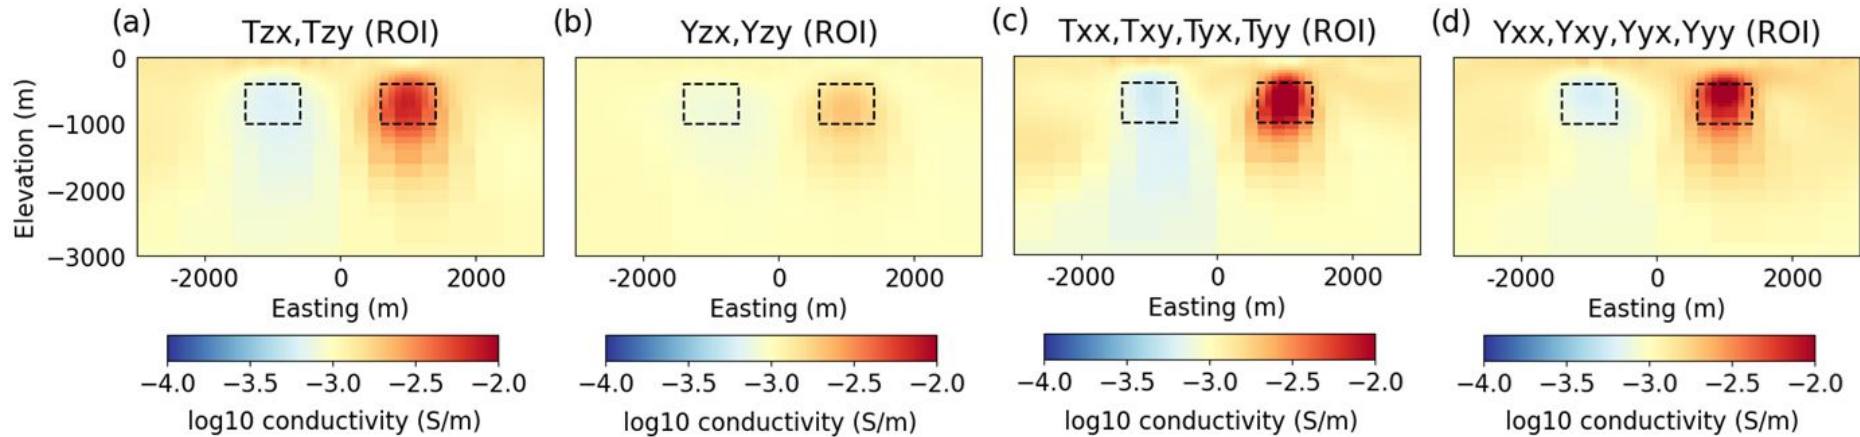 (a) Tzx,Tzy (ROI)
(b) Yzx,Yzy (ROI)
(c) Txx,Txy,Tyx,Tyy (ROI)
(d) Yxx,Yxy,Yyx,Yyy (ROI)
Elevation (m)
0
−1000
−2000
−3000
-2000 0 2000
-2000 0 2000
-2000 0 2000
-2000 0 2000
Easting (m)
Easting (m)
Easting (m)
Easting (m)
−4.0 −3.5 −3.0 −2.5 −2.0
−4.0 −3.5 −3.0 −2.5 −2.0
−4.0 −3.5 −3.0 −2.5 −2.0
−4.0 −3.5 −3.0 −2.5 −2.0
log10 conductivity (S/m)
log10 conductivity (S/m)
log10 conductivity (S/m)
log10 conductivity (S/m)